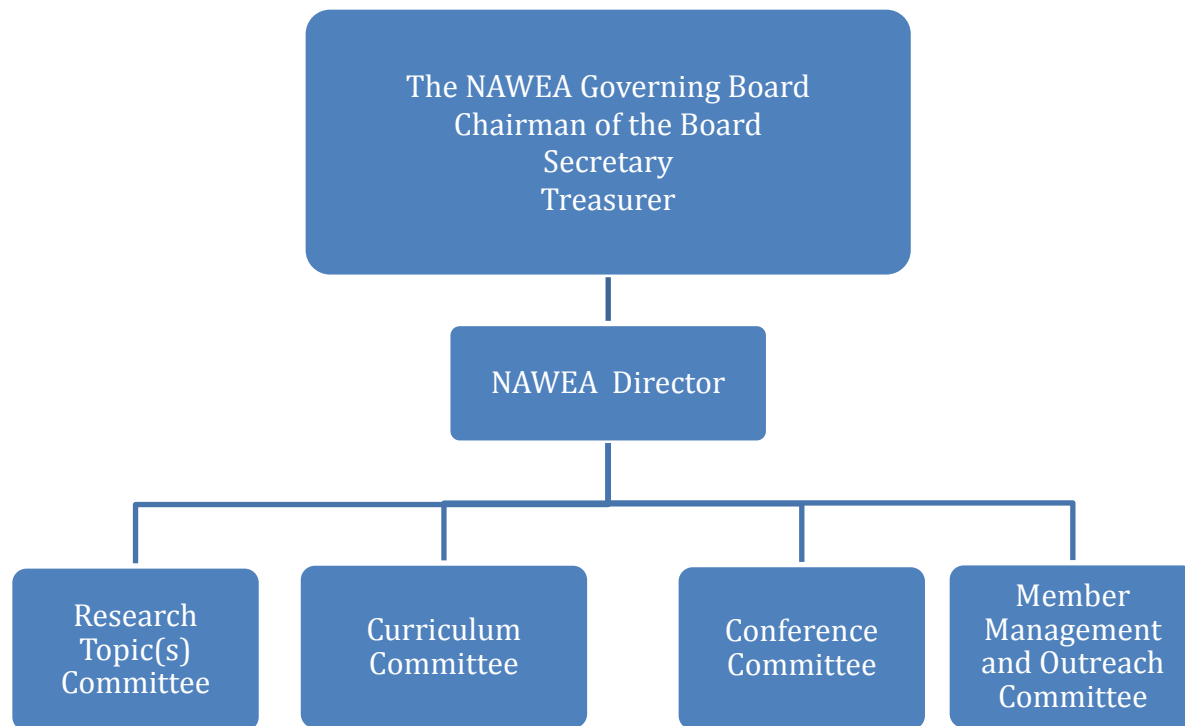 The NAWEA Governing Board
Chairman of the Board
Secretary
Treasurer
NAWEA  Director
Research
Topic(s)
Committee
Curriculum
Committee
Conference
Committee
Member
Management
and Outreach
Committee